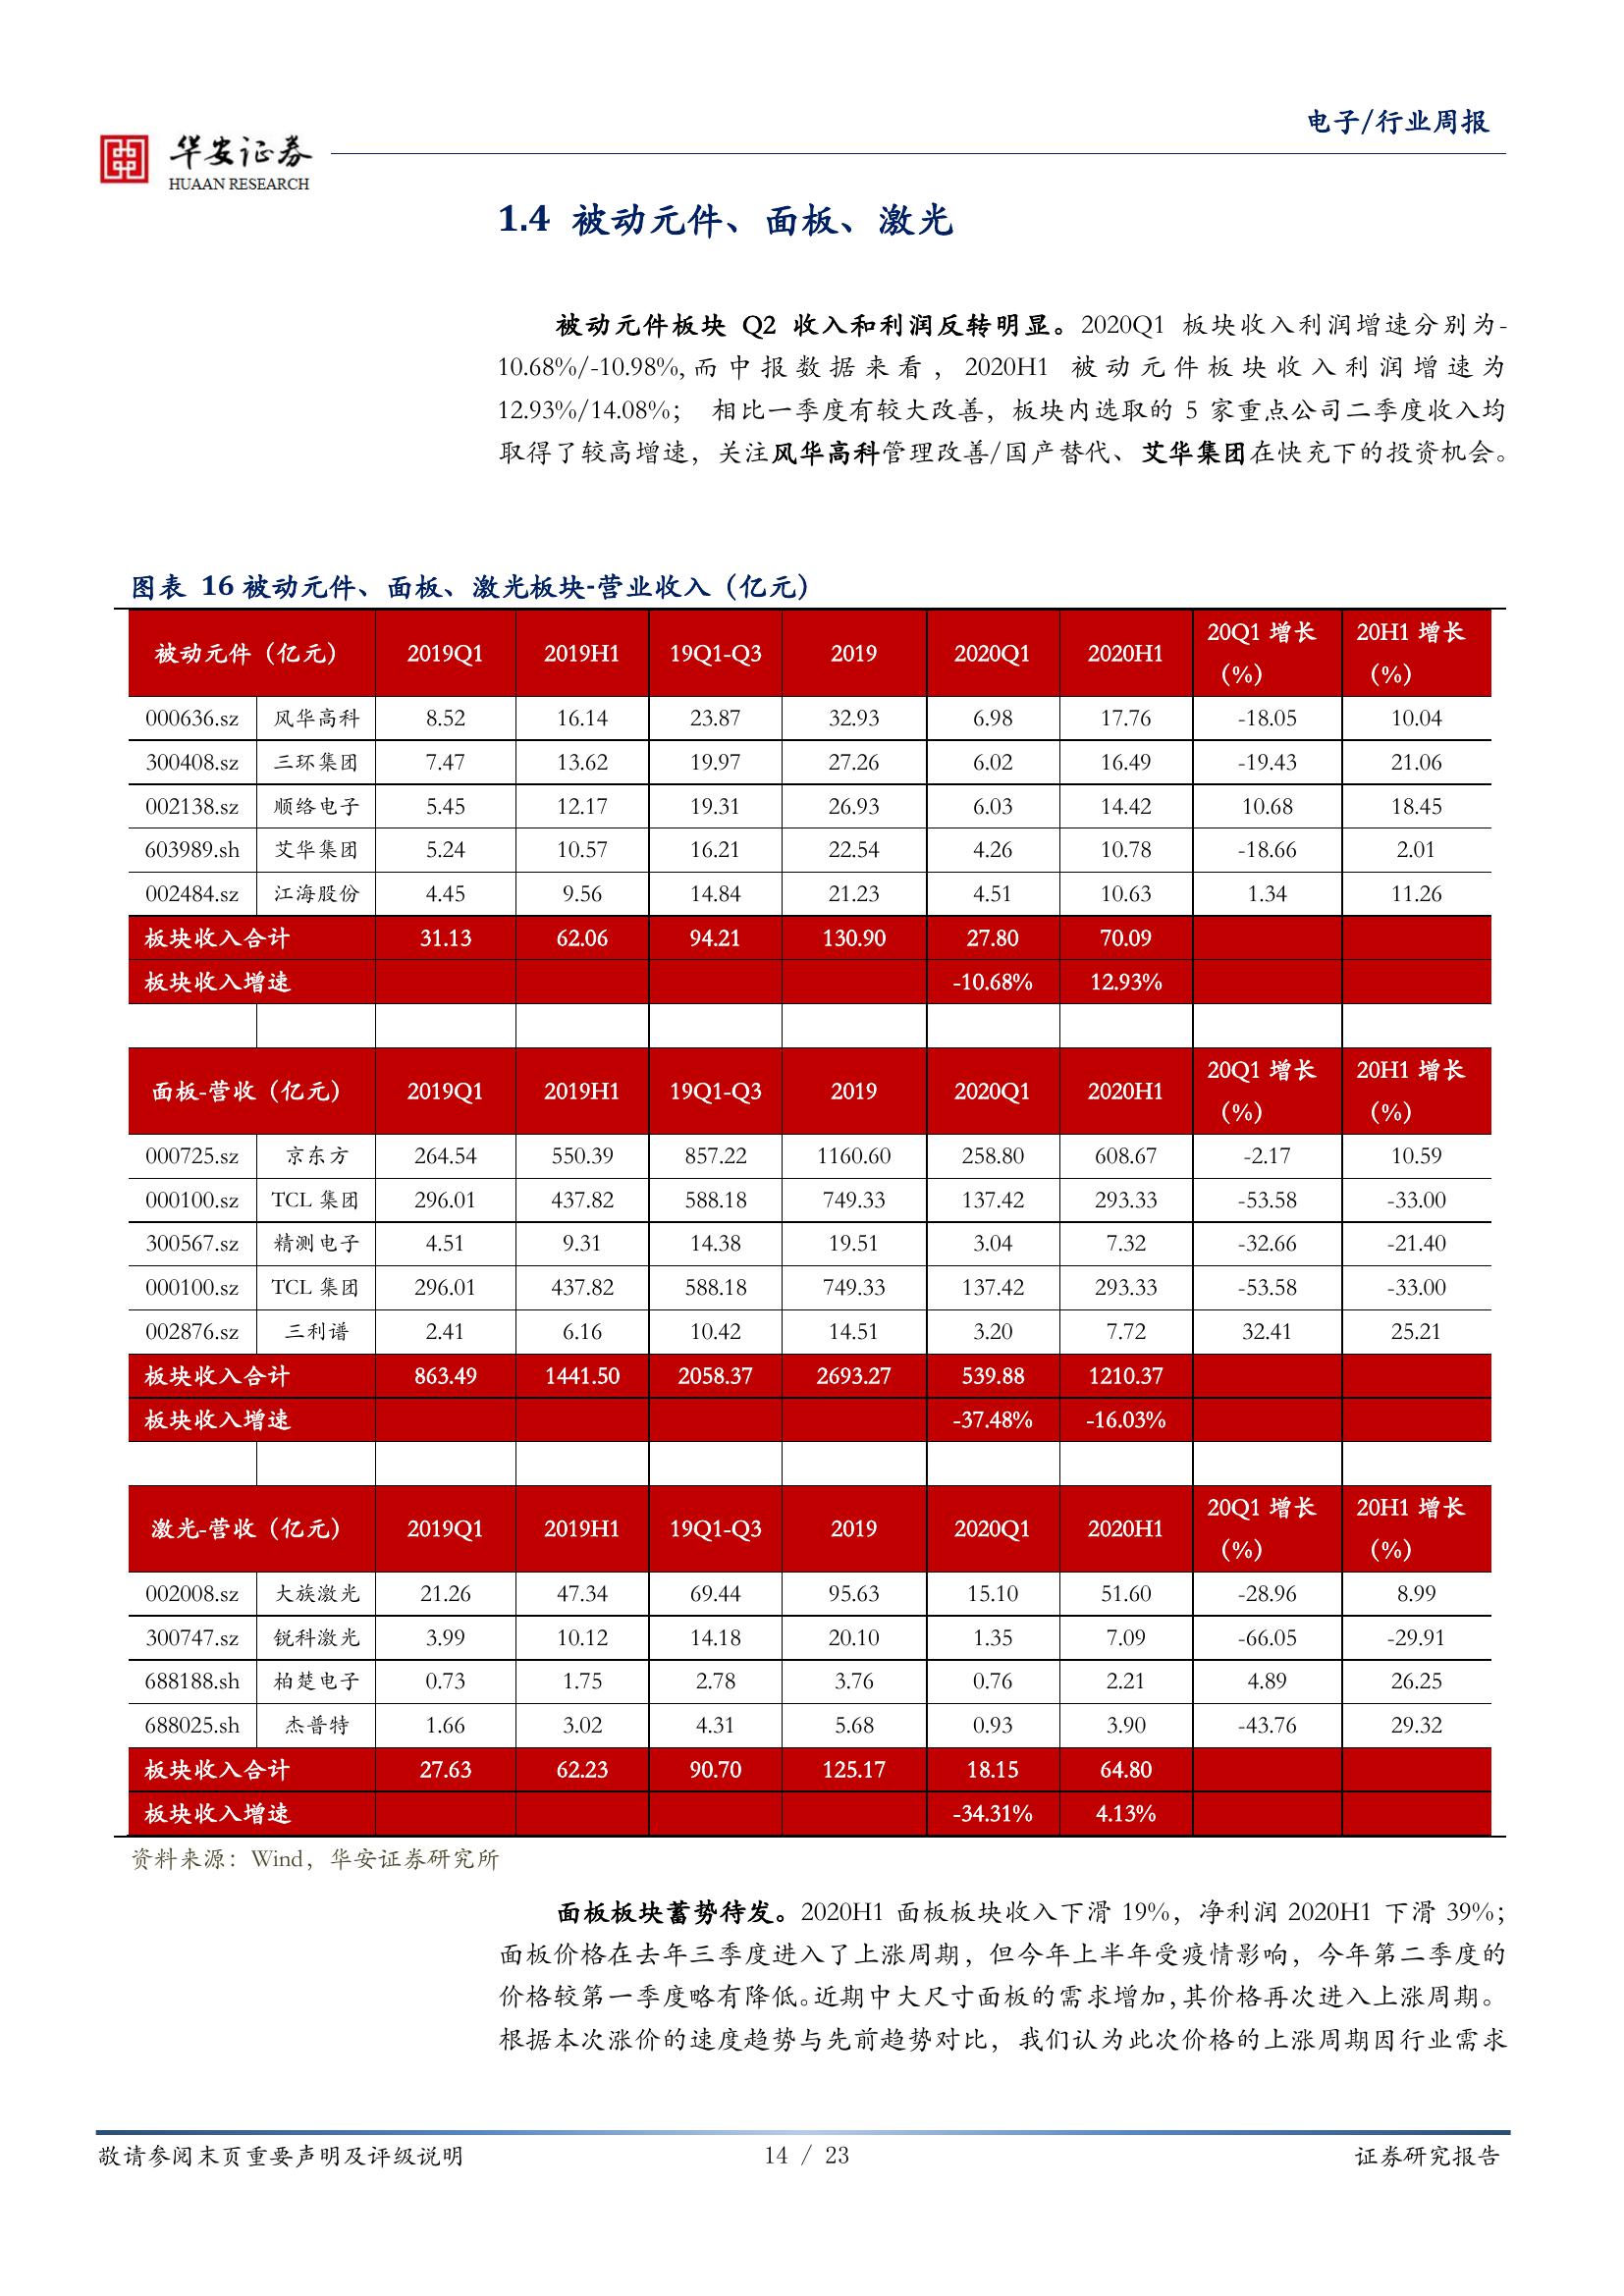 电子/行业周报
华安证券
HUAAN RESEARCH
1.4 被动元件、面板、激光
被动元件板块 Q2 收入和利润反转明显。2020Q1 板块收入利润增速分别为-
10.68%/-10.98%,而中报数据来看，2020H1 被动元件板块收入利润增速为
12.93%/14.08%； 相比一季度有较大改善，板块内选取的 5 家重点公司二季度收入均
取得了较高增速，关注风华高科管理改善/国产替代、艾华集团在快充下的投资机会。
图表 16 被动元件、面板、激光板块-营业收入（亿元）
被动元件（亿元） 2019Q1 2019H1 19Q1-Q3 2019 2020Q1 2020H1 20Q1 增长（%） 20H1 增长（%）
000636.sz 风华高科 8.52 16.14 23.87 32.93 6.98 17.76 -18.05 10.04
300408.sz 三环集团 7.47 13.62 19.97 27.26 6.02 16.49 -19.43 21.06
002138.sz 顺络电子 5.45 12.17 19.31 26.93 6.03 14.42 10.68 18.45
603989.sh 艾华集团 5.24 10.57 16.21 22.54 4.26 10.78 -18.66 2.01
002484.sz 江海股份 4.45 9.56 14.84 21.23 4.51 10.63 1.34 11.26
板块收入合计 31.13 62.06 94.21 130.90 27.80 70.09
板块收入增速 -10.68% 12.93%
面板-营收（亿元） 2019Q1 2019H1 19Q1-Q3 2019 2020Q1 2020H1 20Q1 增长（%） 20H1 增长（%）
000725.sz 京东方 264.54 550.39 857.22 1160.60 258.80 608.67 -2.17 10.59
000100.sz TCL 集团 296.01 437.82 588.18 749.33 137.42 293.33 -53.58 -33.00
300567.sz 精测电子 4.51 9.31 14.38 19.51 3.04 7.32 -32.66 -21.40
000100.sz TCL 集团 296.01 437.82 588.18 749.33 137.42 293.33 -53.58 -33.00
002876.sz 三利谱 2.41 6.16 10.42 14.51 3.20 7.72 32.41 25.21
板块收入合计 863.49 1441.50 2058.37 2693.27 539.88 1210.37
板块收入增速 -37.48% -16.03%
激光-营收（亿元） 2019Q1 2019H1 19Q1-Q3 2019 2020Q1 2020H1 20Q1 增长（%） 20H1 增长（%）
002008.sz 大族激光 21.26 47.34 69.44 95.63 15.10 51.60 -28.96 8.99
300747.sz 锐科激光 3.99 10.12 14.18 20.10 1.35 7.09 -66.05 -29.91
688188.sh 柏楚电子 0.73 1.75 2.78 3.76 0.76 2.21 4.89 26.25
688025.sh 杰普特 1.66 3.02 4.31 5.68 0.93 3.90 -43.76 29.32
板块收入合计 27.63 62.23 90.70 125.17 18.15 64.80
板块收入增速 -34.31% 4.13%
资料来源：Wind，华安证券研究所
面板板块蓄势待发。2020H1 面板板块收入下滑 19%，净利润 2020H1 下滑 39%；
面板价格在去年三季度进入了上涨周期，但今年上半年受疫情影响，今年第二季度的
价格较第一季度略有降低。近期中大尺寸面板的需求增加，其价格再次进入上涨周期。
根据本次涨价的速度趋势与先前趋势对比，我们认为此次价格的上涨周期因行业需求
敬请参阅末页重要声明及评级说明 14 / 23 证券研究报告